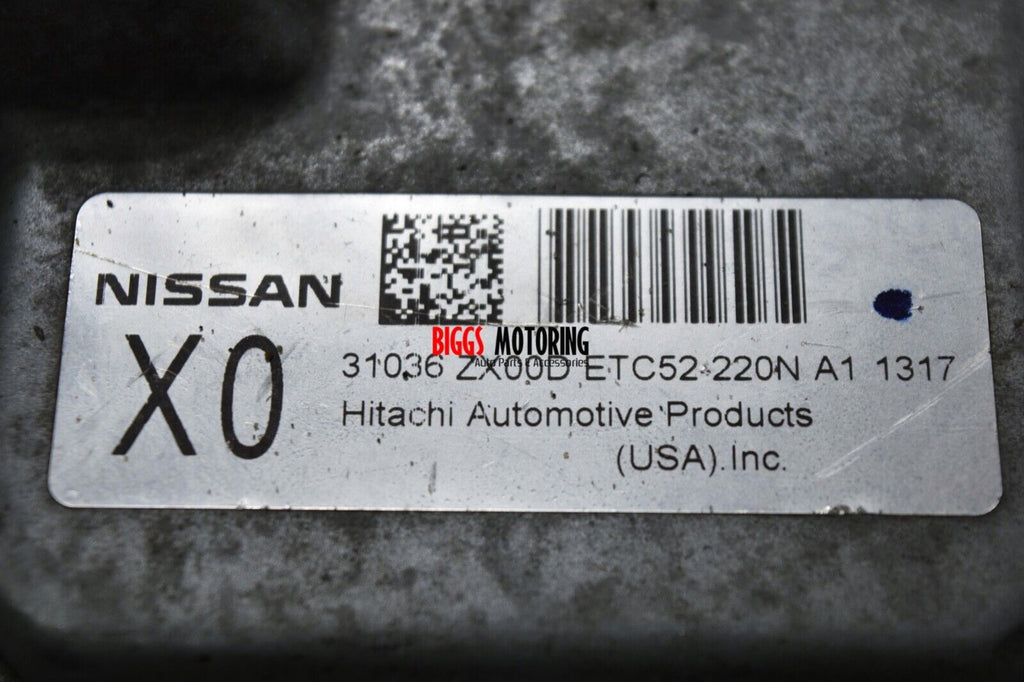 NISSAN
X0
BIGGS MOTORING
Auto Parts & Accessories
31036 ZX00D ETC52-220N A1 1317
Hitachi Automotive Products
(USA).Inc.